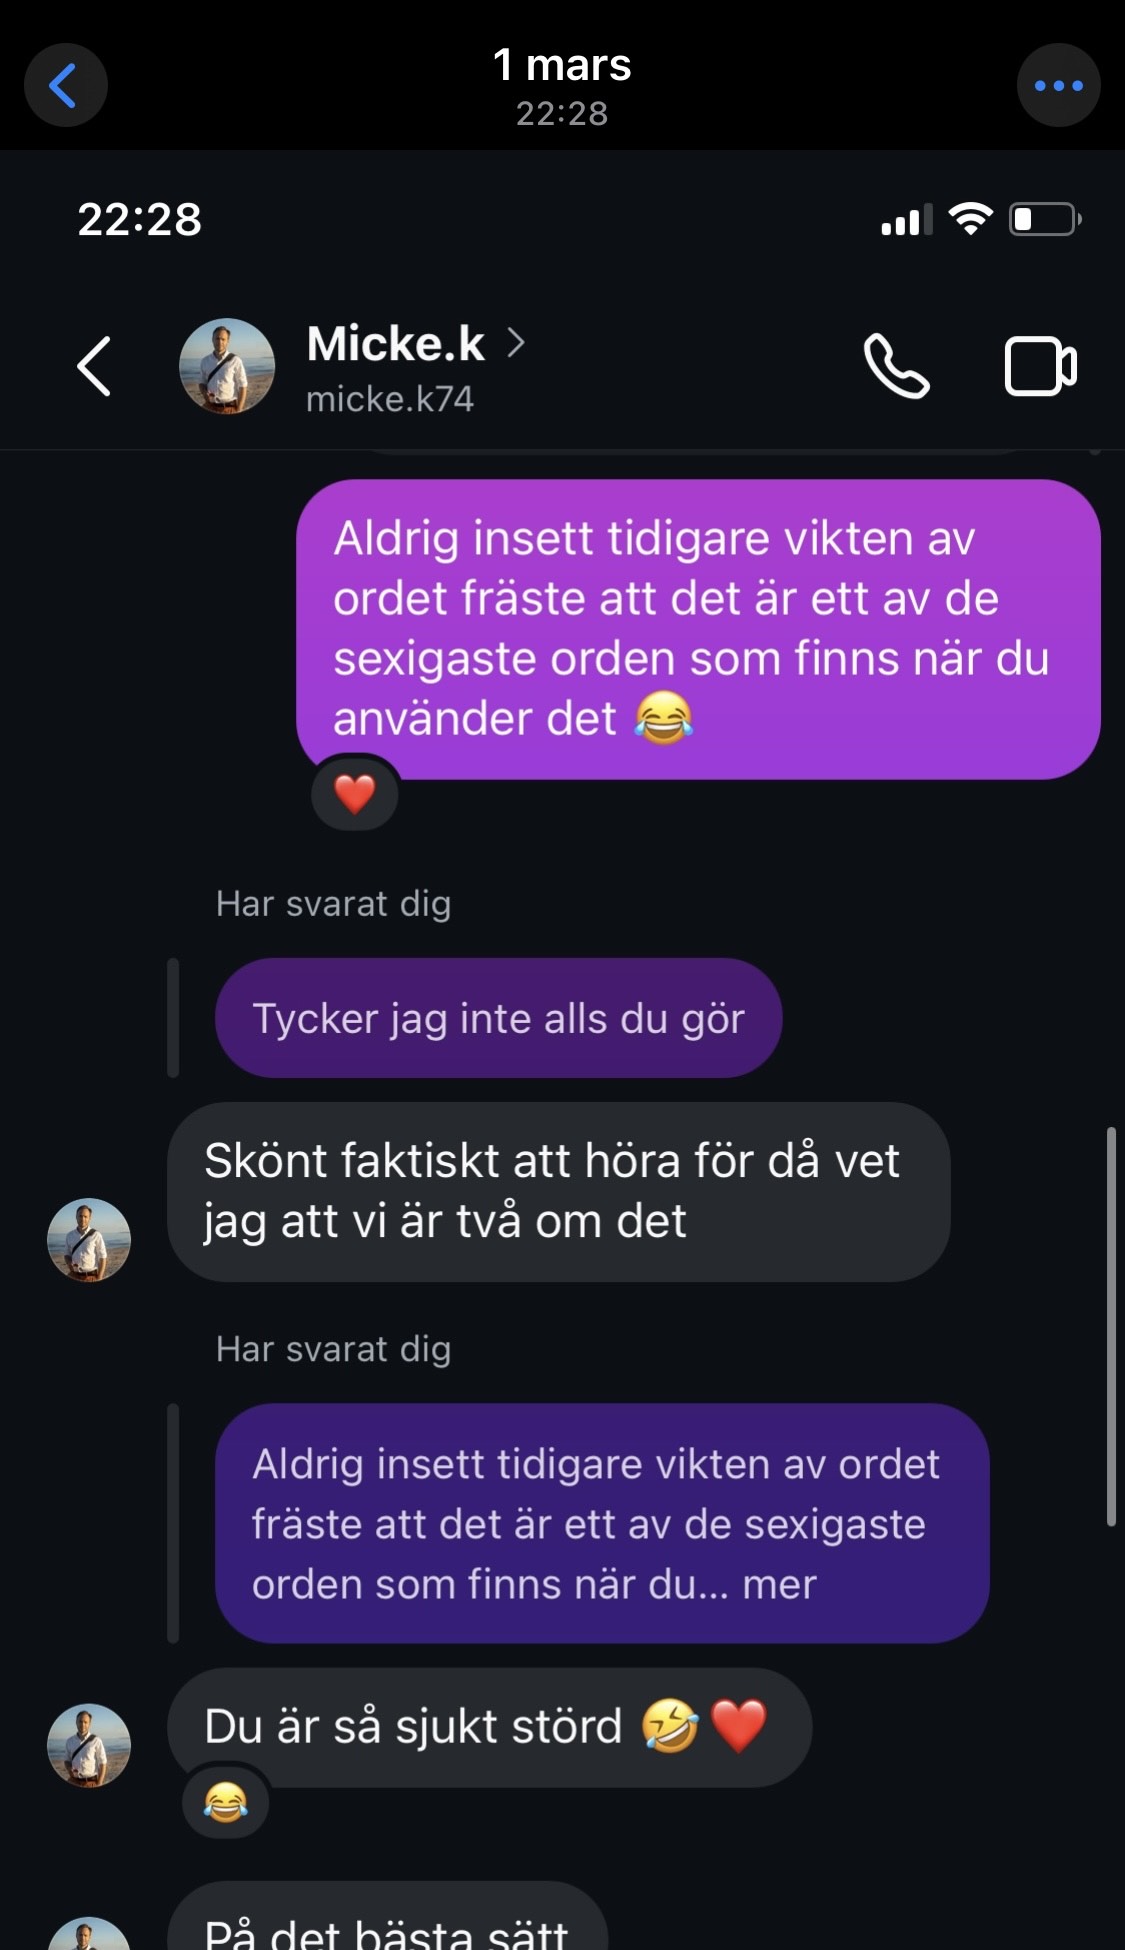 1 mars
22:28
22:28
Micke.k
micke.k74
Aldrig insett tidigare vikten av
ordet fräste att det är ett av de
sexigaste orden som finns när du
använder det 😂
❤️
Har svarat dig
Tycker jag inte alls du gör
Skönt faktiskt att höra för då vet
jag att vi är två om det
Har svarat dig
Aldrig insett tidigare vikten av ordet
fräste att det är ett av de sexigaste
orden som finns när du... mer
Du är så sjukt störd 🤣❤️
😂
På det bästa sätt